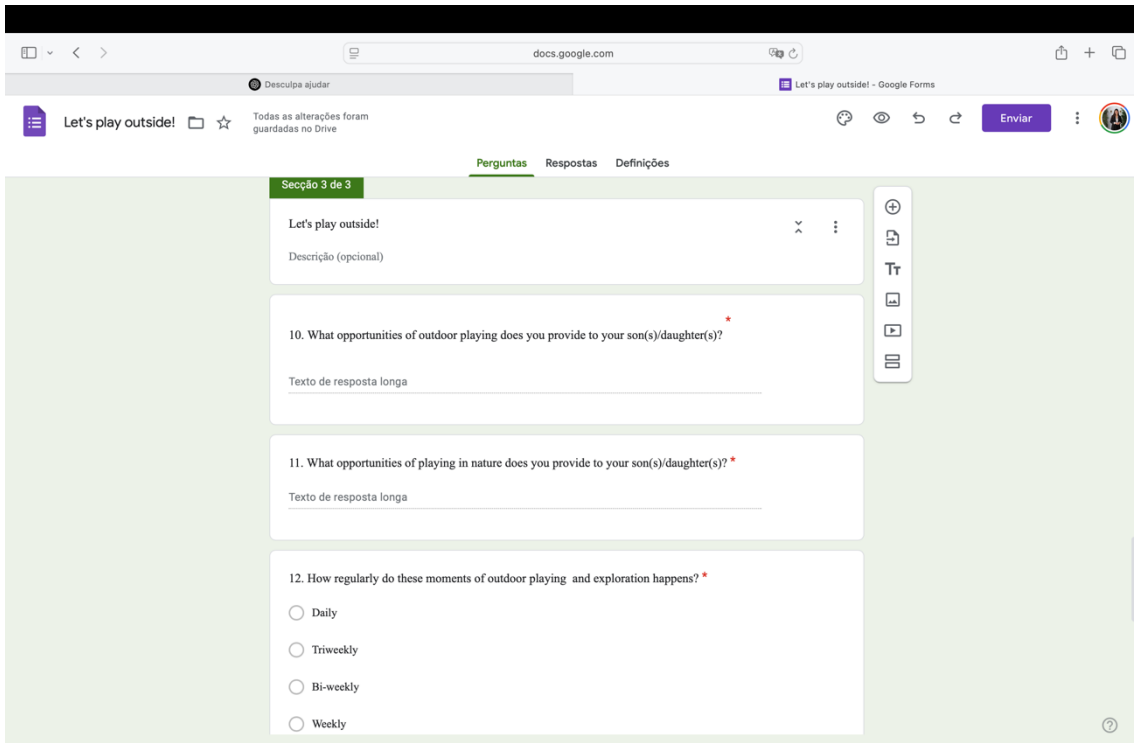 docs.google.com
Desculpa ajudar
Let's play outside! - Google Forms
Let's play outside!
Todas as alterações foram
guardadas no Drive
Enviar
Perguntas Respostas Definições
Secção 3 de 3
Let's play outside!
Descrição (opcional)
10. What opportunities of outdoor playing does you provide to your son(s)/daughter(s)? *
Texto de resposta longa
11. What opportunities of playing in nature does you provide to your son(s)/daughter(s)? *
Texto de resposta longa
12. How regularly do these moments of outdoor playing and exploration happens? *
Daily
Triweekly
Bi-weekly
Weekly